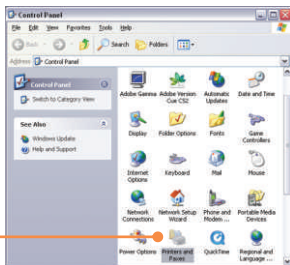 Control Panel
File Edit View Favorites Tools Help
Back Search Folders
Address Control Panel
Control Panel
Switch to Category View
See Also
Windows Update
Help and Support
Adobe Gamma
Adobe Version Cue CS2
Automatic Updates
Date and Time
Display
Folder Options
Fonts
Game Controllers
Internet Options
Keyboard
Mail
Mouse
Network Connections
Network Setup Wizard
Phone and Modem ...
Portable Media Devices
Power Options
Printers and Faxes
QuickTime
Regional and Language ...